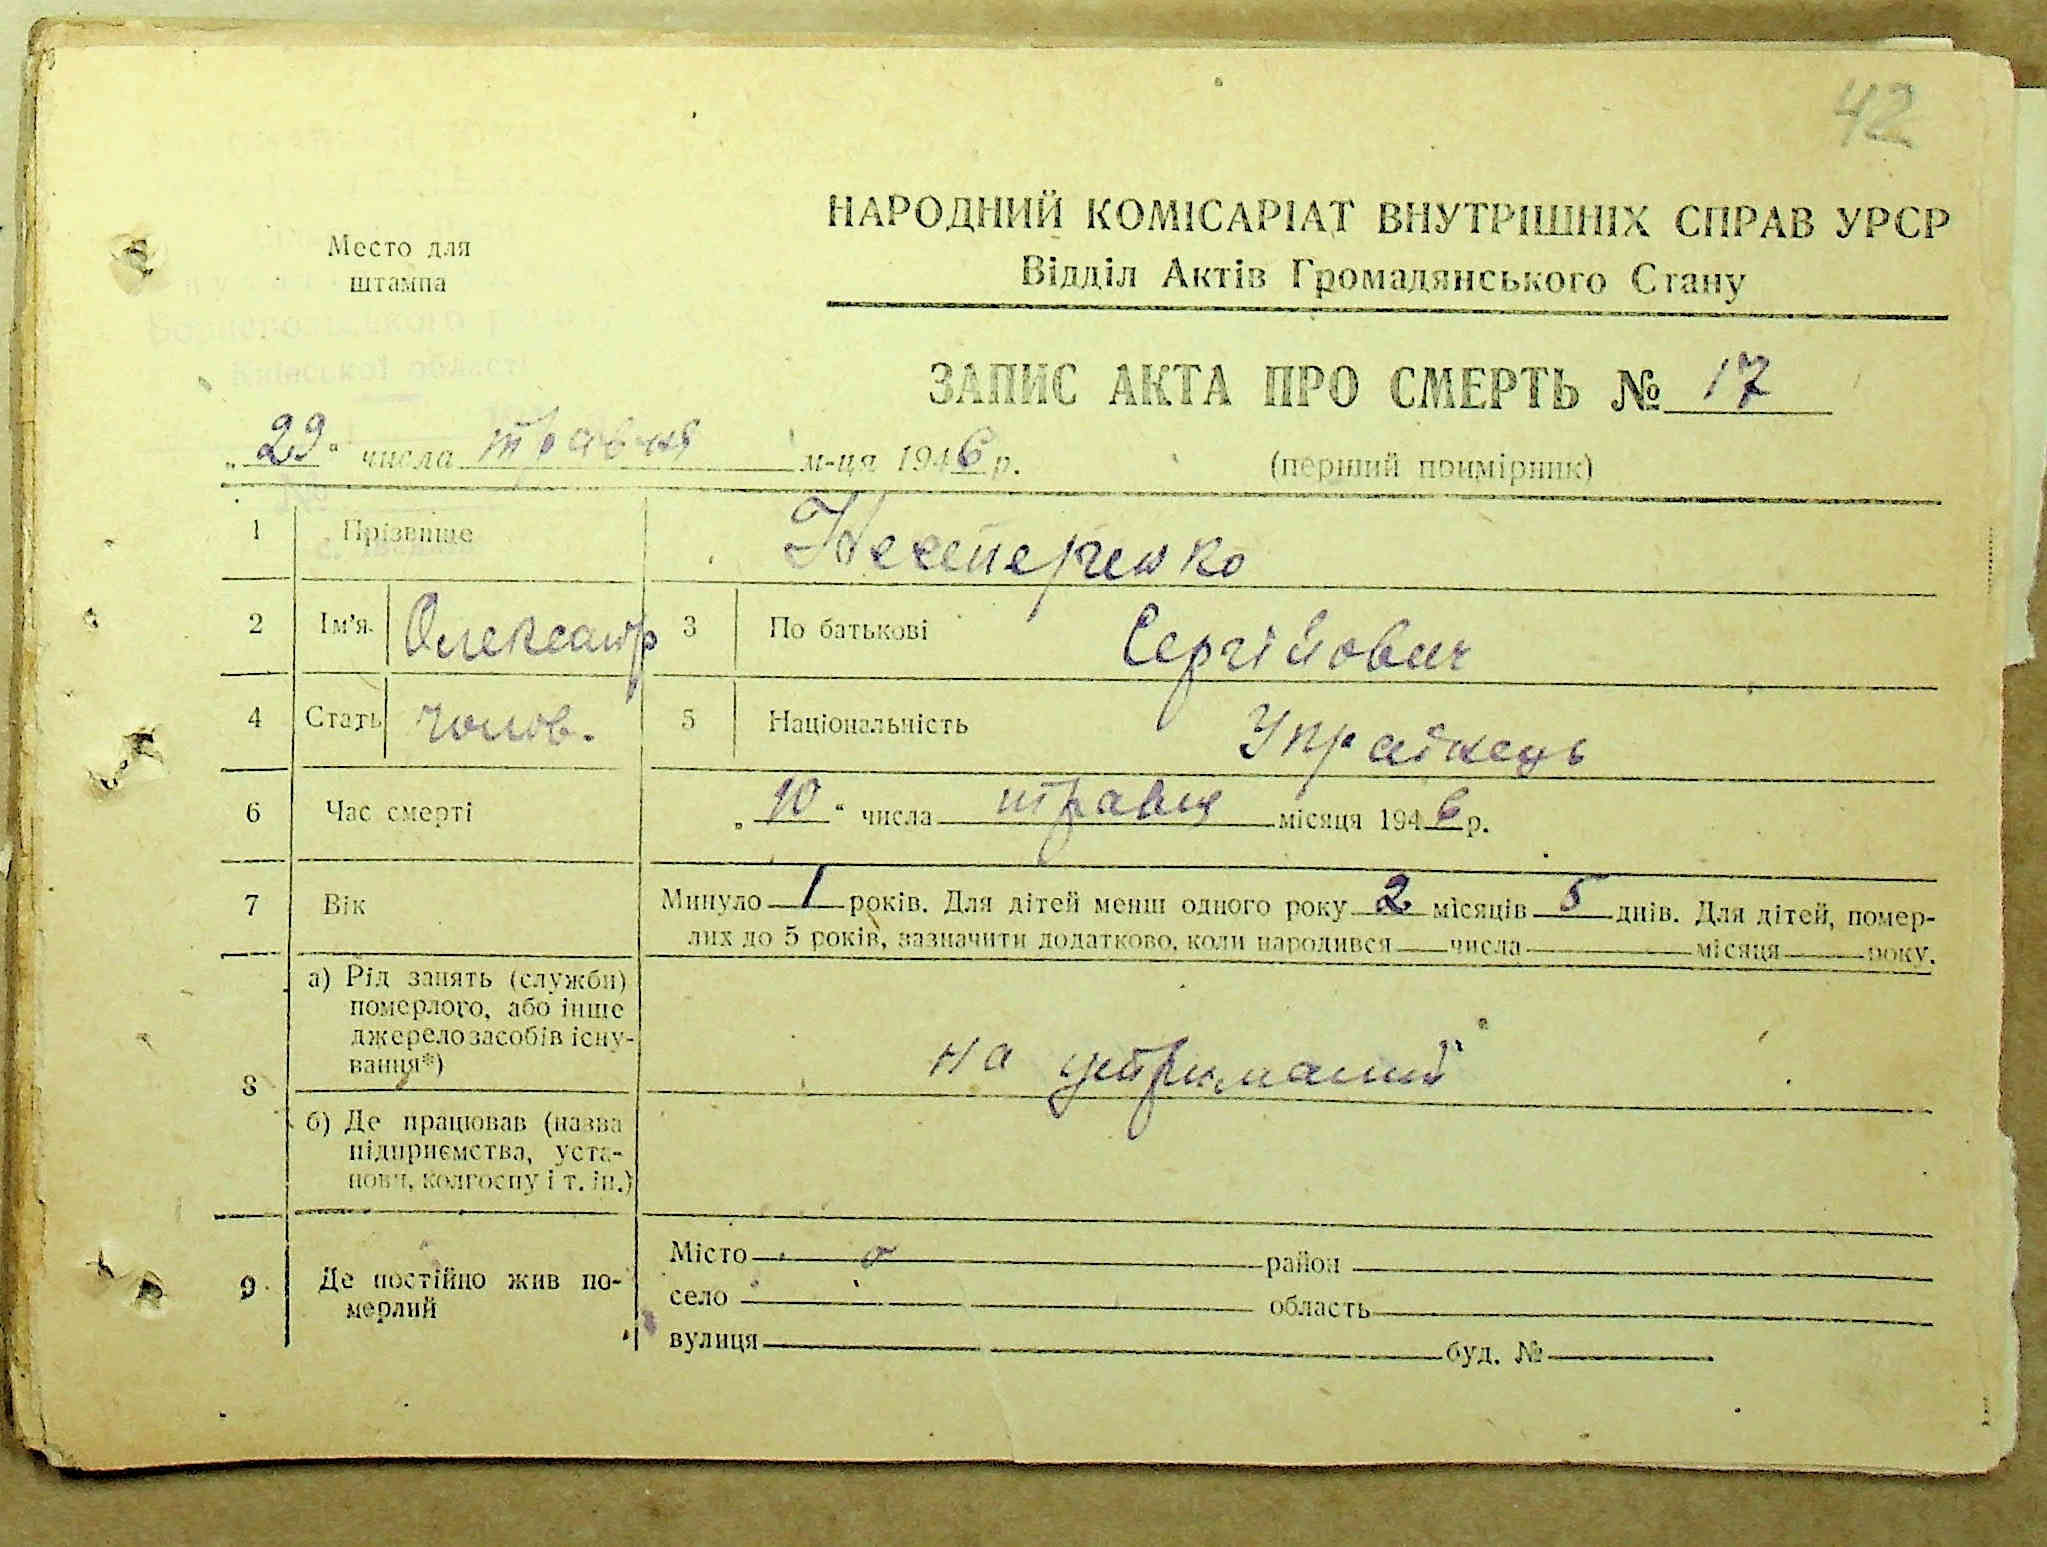 42
НАРОДНИЙ КОМІСАРІАТ ВНУТРІШНІХ СПРАВ УРСР
Відділ Актів Громадянського Стану
Место для
штампа
Київської області
ЗАПИС АКТА ПРО СМЕРТЬ № 17
„29“ числа травня м-ця 1946 р.
(перший примірник)
1 Прізвище
2 Ім'я Олександр 3 По батькові Сергійович
4 Стать чолов. 5 Національність Українець
6 Час смерті „10“ числа травня місяця 1946 р.
7 Вік Минуло 1 років. Для дітей менш одного року 2 місяців 5 днів. Для дітей, помер-
лих до 5 років, зазначити додатково, коли народився числа місяця року.
8 а) Рід занять (служби)
померлого, або інше
джерело засобів існу-
вання*)
на утриманні
б) Де працював (назва
підприємства, уста-
нови, колгоспу і т. ін.)
9 Де постійно жив по-
мерлий
Місто район
село область
вулиця буд. №